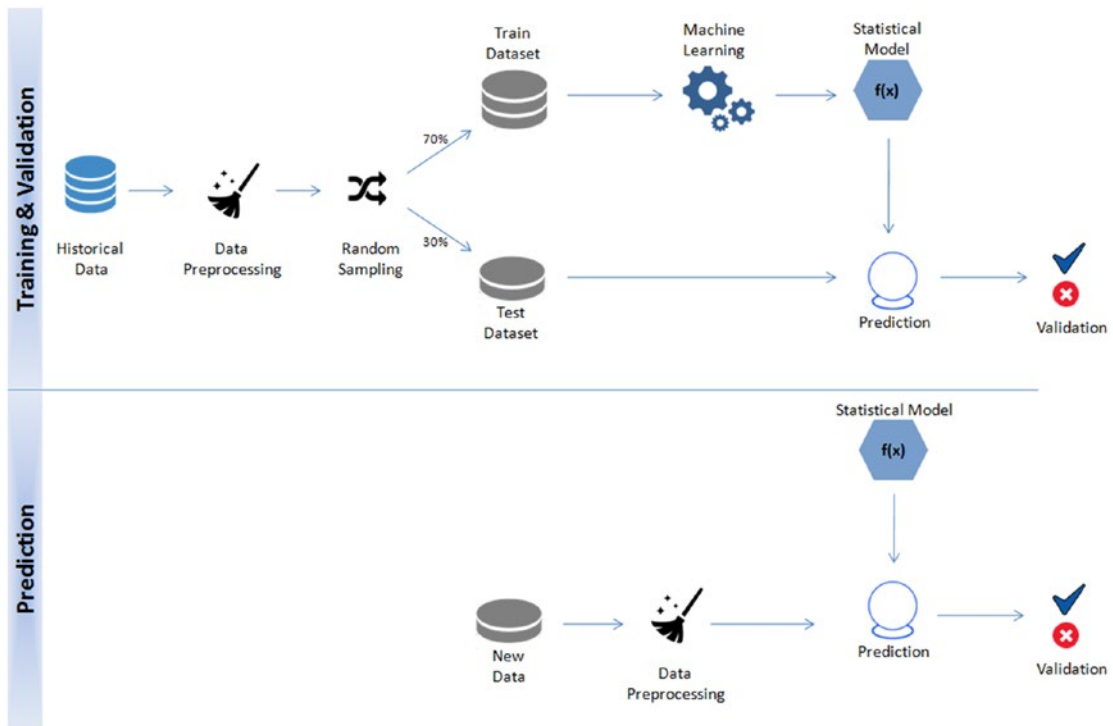 Training & Validation
Train
Dataset
Machine
Learning
Statistical
Model
f(x)
70%
30%
Historical
Data
Data
Preprocessing
Random
Sampling
Test
Dataset
Prediction
Validation
Prediction
Statistical Model
f(x)
New
Data
Data
Preprocessing
Prediction
Validation